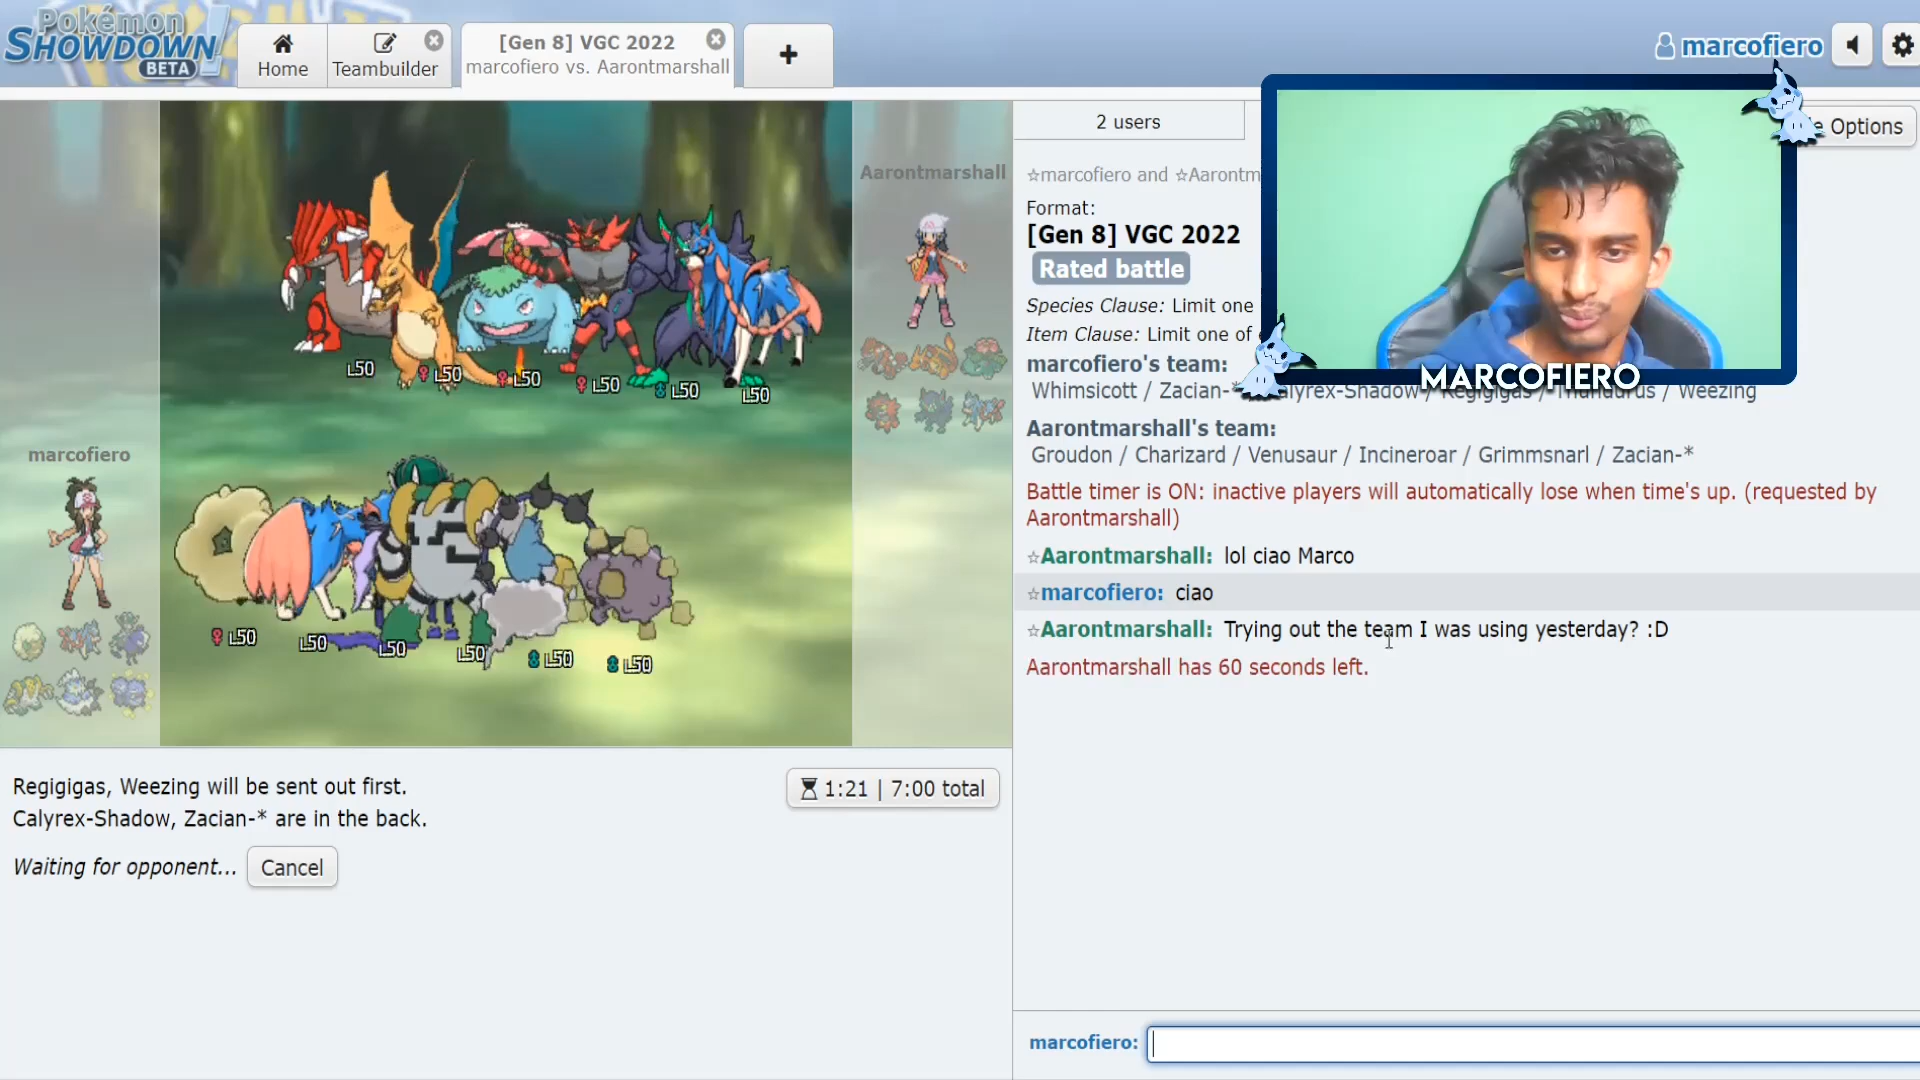 Pokémon
SHOWDOWN!
BETA
Home
Teambuilder
[Gen 8] VGC 2022
marcofiero vs. Aarontmarshall
marcofiero
Aarontmarshall
L50
L50
L50
L50
L50
L50
marcofiero
L50
L50
L50
L50
L50
L50
Regigigas, Weezing will be sent out first.
Calyrex-Shadow, Zacian-* are in the back.
1:21 | 7:00 total
Waiting for opponent...
Cancel
2 users
Options
☆marcofiero and ☆Aarontm
Format:
[Gen 8] VGC 2022
Rated battle
Species Clause: Limit one
Item Clause: Limit one of
marcofiero's team:
Whimsicott / Zacian-* / Calyrex-Shadow / Regigigas / Thundurus / Weezing
MARCOFIERO
Aarontmarshall's team:
Groudon / Charizard / Venusaur / Incineroar / Grimmsnarl / Zacian-*
Battle timer is ON: inactive players will automatically lose when time's up. (requested by
Aarontmarshall)
☆Aarontmarshall: lol ciao Marco
☆marcofiero: ciao
☆Aarontmarshall: Trying out the team I was using yesterday? :D
Aarontmarshall has 60 seconds left.
marcofiero: